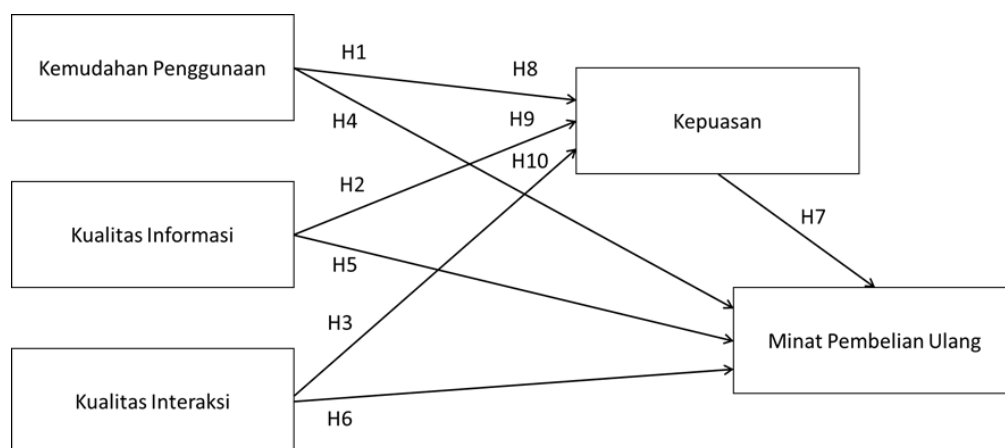 Kemudahan Penggunaan
H1
H8
Kepuasan
H4
H9
H10
H2
Kualitas Informasi
H7
H5
H3
Minat Pembelian Ulang
Kualitas Interaksi
H6